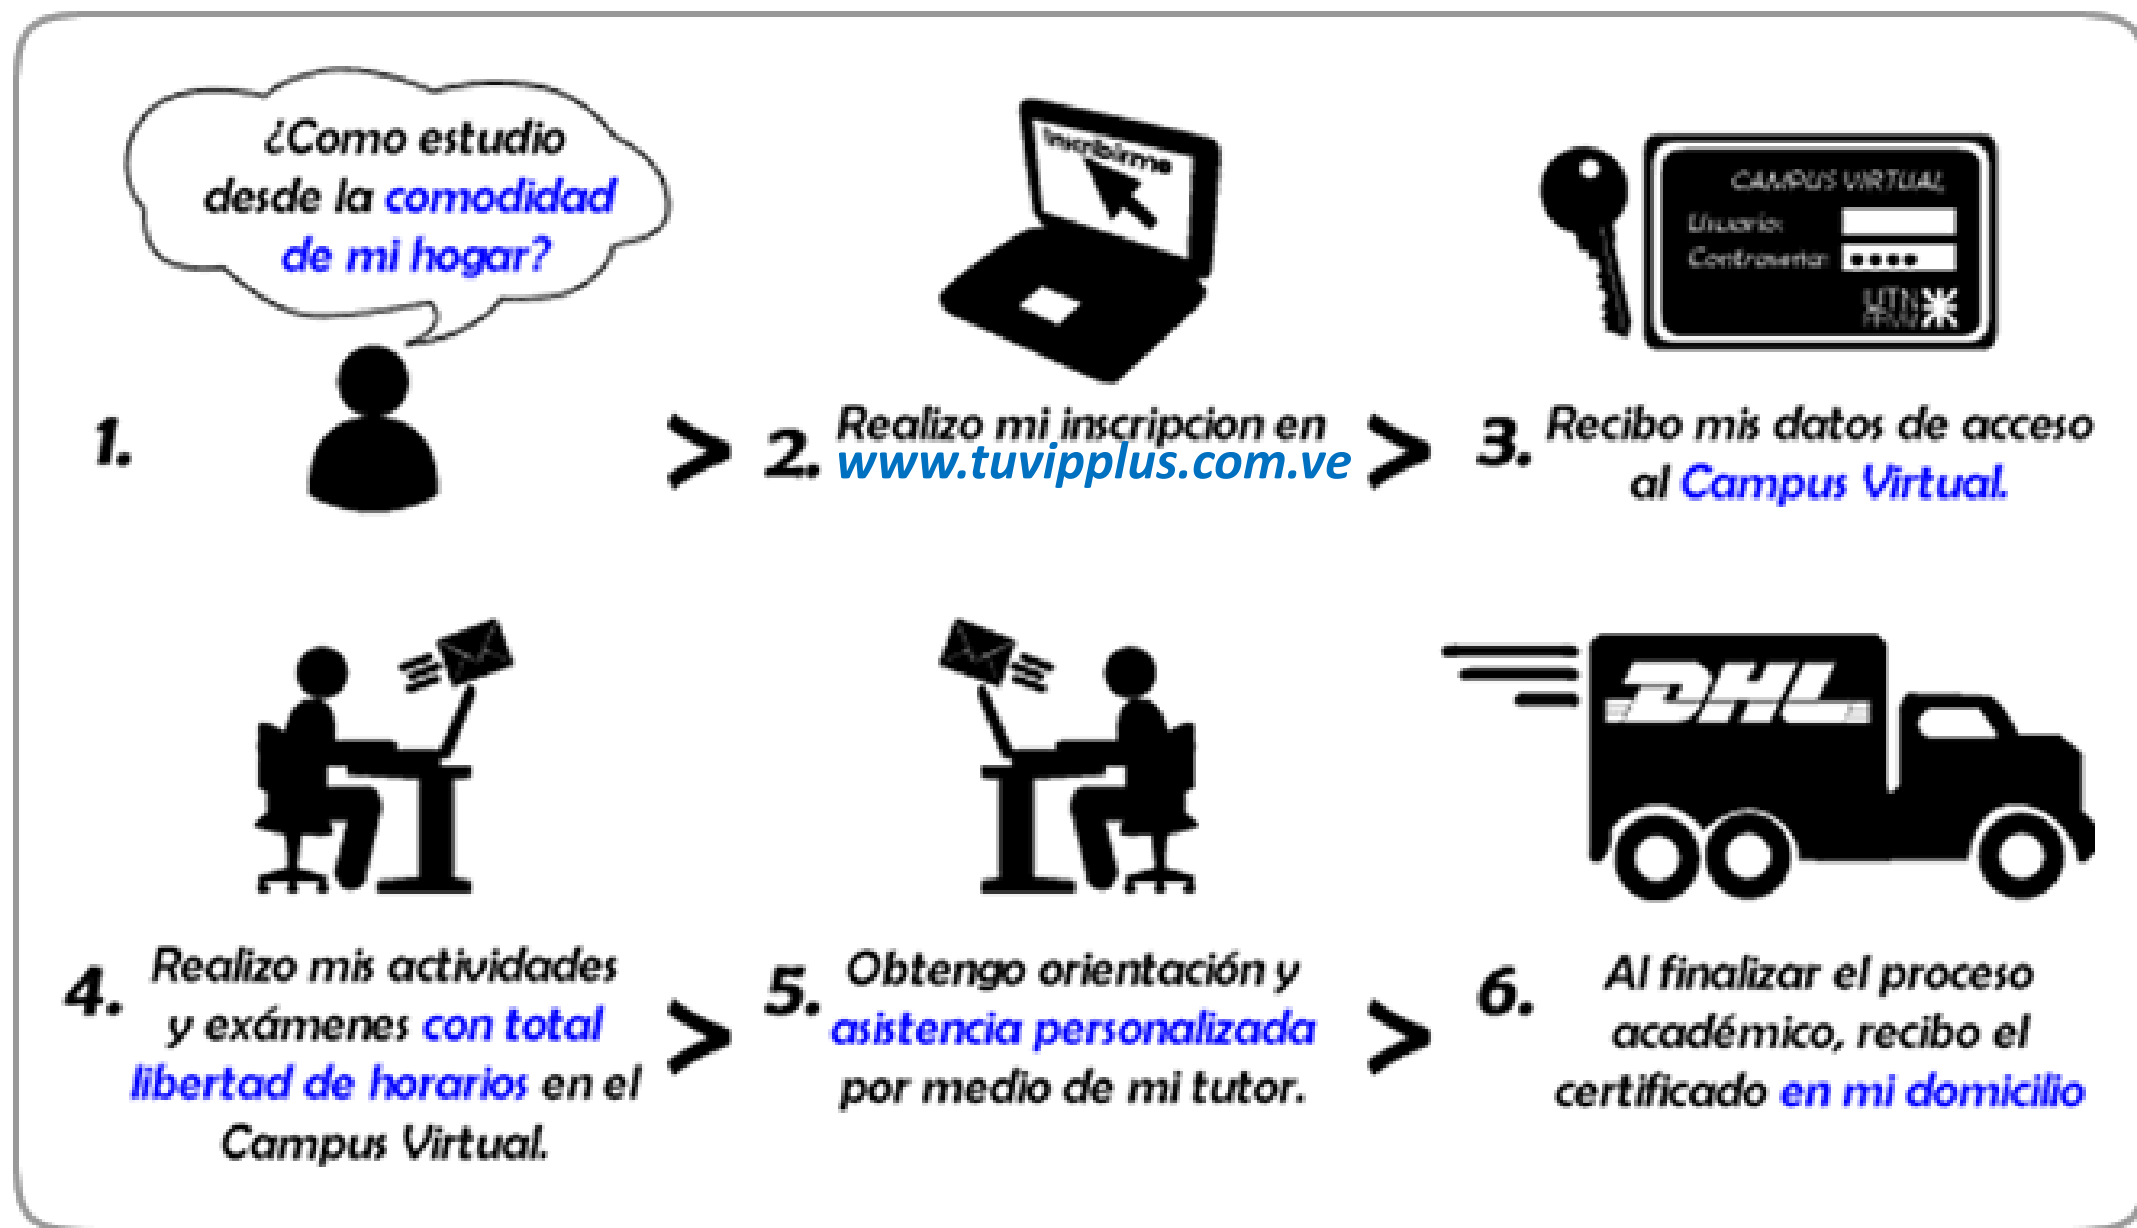 ¿Como estudio
desde la comodidad
de mi hogar?
1.
>
Inscribirme
2. Realizo mi inscripcion en
www.tuvipplus.com.ve
>
CAMPUS VIRTUAL
Usuario:
Contraseña:
UTN
3. Recibo mis datos de acceso
al Campus Virtual.
4. Realizo mis actividades
y exámenes con total
libertad de horarios en el
Campus Virtual.
>
5. Obtengo orientación y
asistencia personalizada
por medio de mi tutor.
>
DHL
6. Al finalizar el proceso
académico, recibo el
certificado en mi domicilio